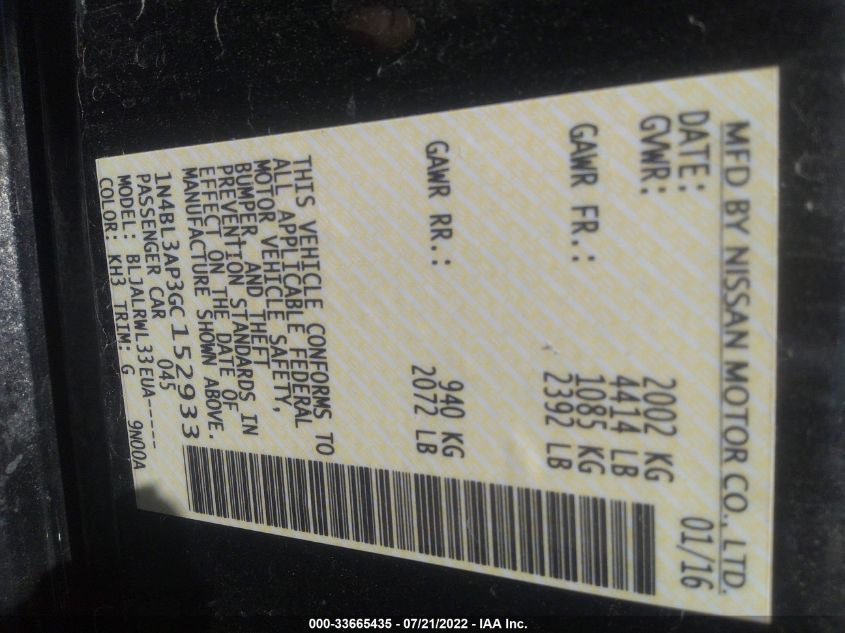 MFD BY NISSAN MOTOR CO., LTD.
DATE: 01/16
GVWR: 2002 KG
4414 LB
GAWR FR.: 1085 KG
2392 LB
GAWR RR.: 940 KG
2072 LB
THIS VEHICLE CONFORMS TO
ALL APPLICABLE FEDERAL
MOTOR VEHICLE SAFETY,
BUMPER, AND THEFT
PREVENTION STANDARDS IN
EFFECT ON THE DATE OF
MANUFACTURE SHOWN ABOVE.
1N4BL3AP3GC152933
PASSENGER CAR 045
MODEL: BLJALRWL33EUA-----
COLOR: KH3 TRIM: G 9N00A
000-33665435 - 07/21/2022 - IAA Inc.